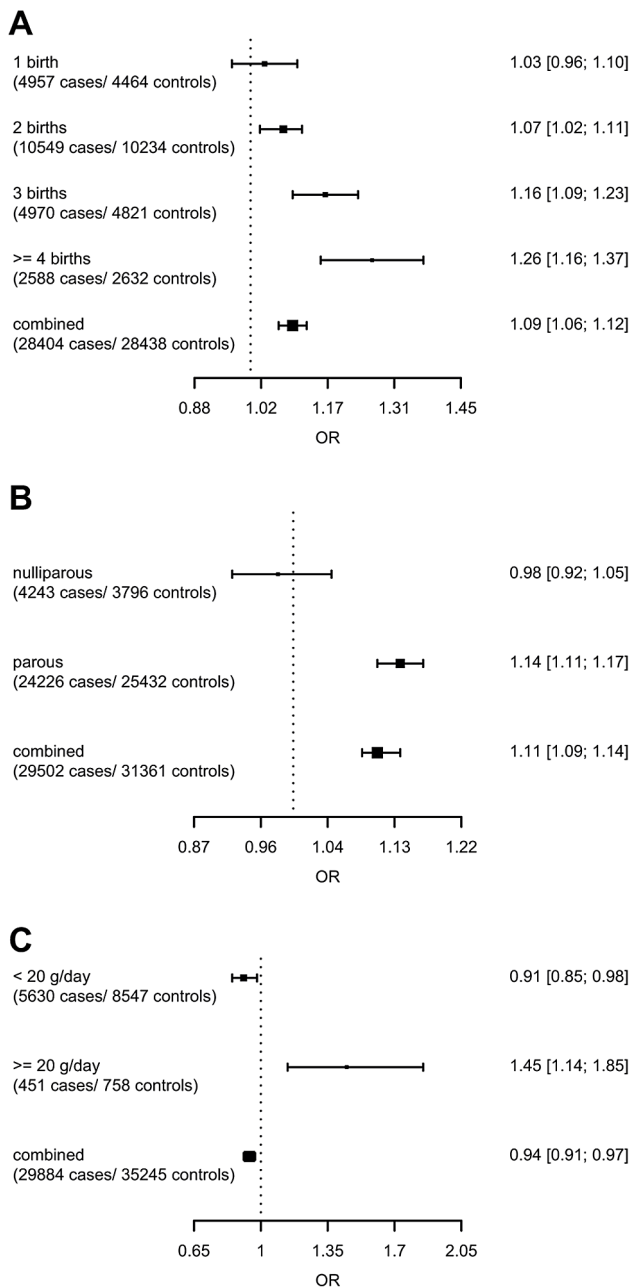 A
1 birth 1.03 [0.96; 1.10]
(4957 cases/ 4464 controls)
2 births 1.07 [1.02; 1.11]
(10549 cases/ 10234 controls)
3 births 1.16 [1.09; 1.23]
(4970 cases/ 4821 controls)
>= 4 births 1.26 [1.16; 1.37]
(2588 cases/ 2632 controls)
combined 1.09 [1.06; 1.12]
(28404 cases/ 28438 controls)
0.88 1.02 1.17 1.31 1.45
OR
B
nulliparous 0.98 [0.92; 1.05]
(4243 cases/ 3796 controls)
parous 1.14 [1.11; 1.17]
(24226 cases/ 25432 controls)
combined 1.11 [1.09; 1.14]
(29502 cases/ 31361 controls)
0.87 0.96 1.04 1.13 1.22
OR
C
< 20 g/day 0.91 [0.85; 0.98]
(5630 cases/ 8547 controls)
>= 20 g/day 1.45 [1.14; 1.85]
(451 cases/ 758 controls)
combined 0.94 [0.91; 0.97]
(29884 cases/ 35245 controls)
0.65 1 1.35 1.7 2.05
OR